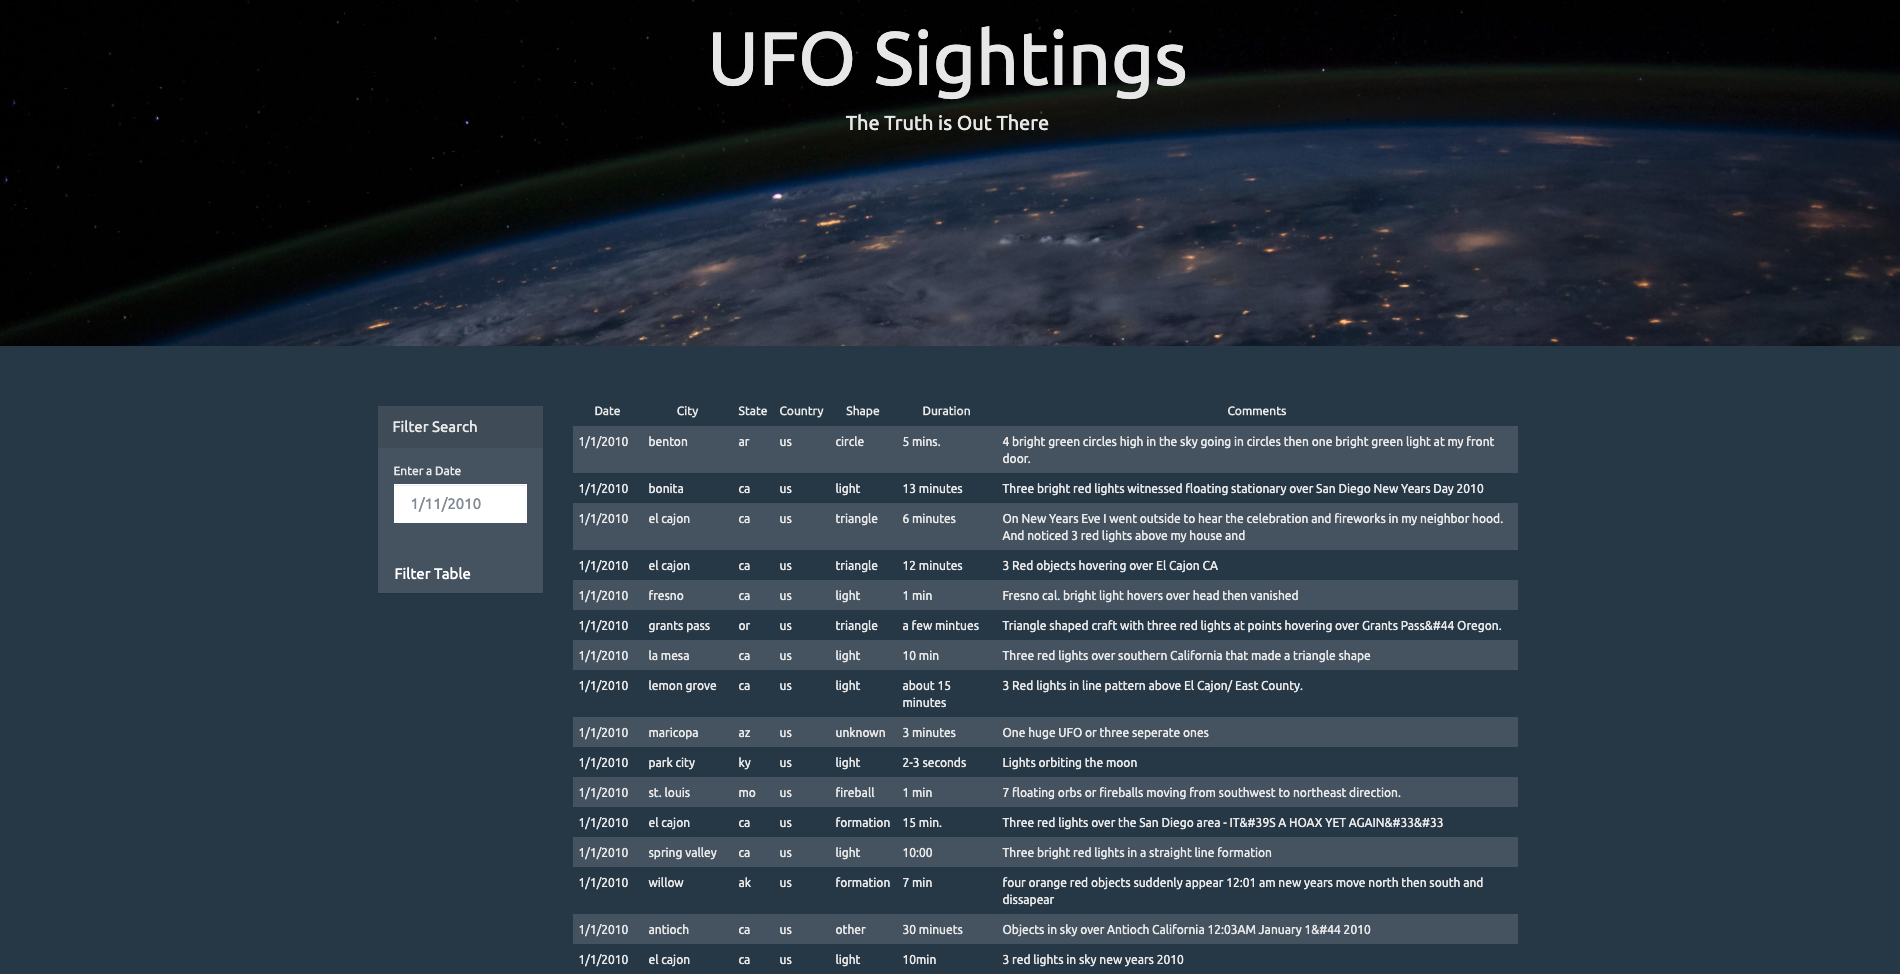 UFO Sightings
The Truth is Out There
Filter Search
Enter a Date
1/11/2010
Filter Table
Date City State Country Shape Duration Comments
1/1/2010 benton ar us circle 5 mins. 4 bright green circles high in the sky going in circles then one bright green light at my front
door.
1/1/2010 bonita ca us light 13 minutes Three bright red lights witnessed floating stationary over San Diego New Years Day 2010
1/1/2010 el cajon ca us triangle 6 minutes On New Years Eve I went outside to hear the celebration and fireworks in my neighbor hood.
And noticed 3 red lights above my house and
1/1/2010 el cajon ca us triangle 12 minutes 3 Red objects hovering over El Cajon CA
1/1/2010 fresno ca us light 1 min Fresno cal. bright light hovers over head then vanished
1/1/2010 grants pass or us triangle a few mintues Triangle shaped craft with three red lights at points hovering over Grants Pass&#44 Oregon.
1/1/2010 la mesa ca us light 10 min Three red lights over southern California that made a triangle shape
1/1/2010 lemon grove ca us light about 15 3 Red lights in line pattern above El Cajon/ East County.
minutes
1/1/2010 maricopa az us unknown 3 minutes One huge UFO or three seperate ones
1/1/2010 park city ky us light 2-3 seconds Lights orbiting the moon
1/1/2010 st. louis mo us fireball 1 min 7 floating orbs or fireballs moving from southwest to northeast direction.
1/1/2010 el cajon ca us formation 15 min. Three red lights over the San Diego area - IT&#39S A HOAX YET AGAIN&#33&#33
1/1/2010 spring valley ca us light 10:00 Three bright red lights in a straight line formation
1/1/2010 willow ak us formation 7 min four orange red objects suddenly appear 12:01 am new years move north then south and
dissapear
1/1/2010 antioch ca us other 30 minuets Objects in sky over Antioch California 12:03AM January 1&#44 2010
1/1/2010 el cajon ca us light 10min 3 red lights in sky new years 2010